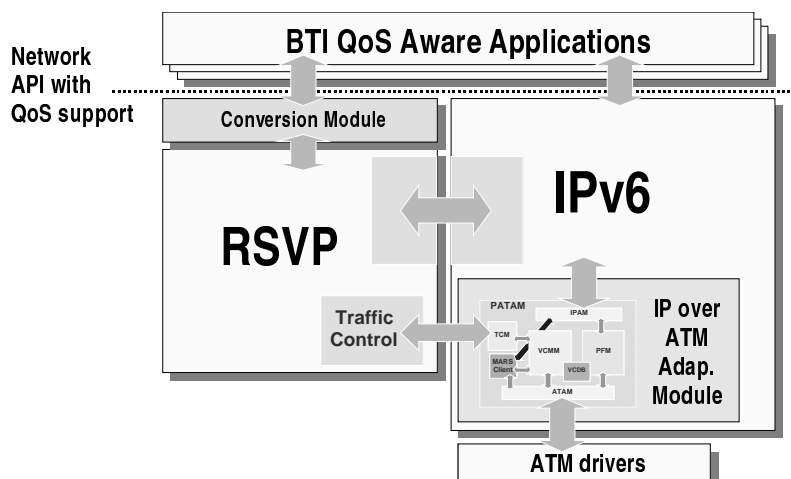 BTI QoS Aware Applications
Network
API with
QoS support
Conversion Module
RSVP
IPv6
Traffic
Control
PATAM
IPAM
TCM
VCMM
PFM
MARS
Client
VCDB
ATAM
IP over
ATM
Adap.
Module
ATM drivers